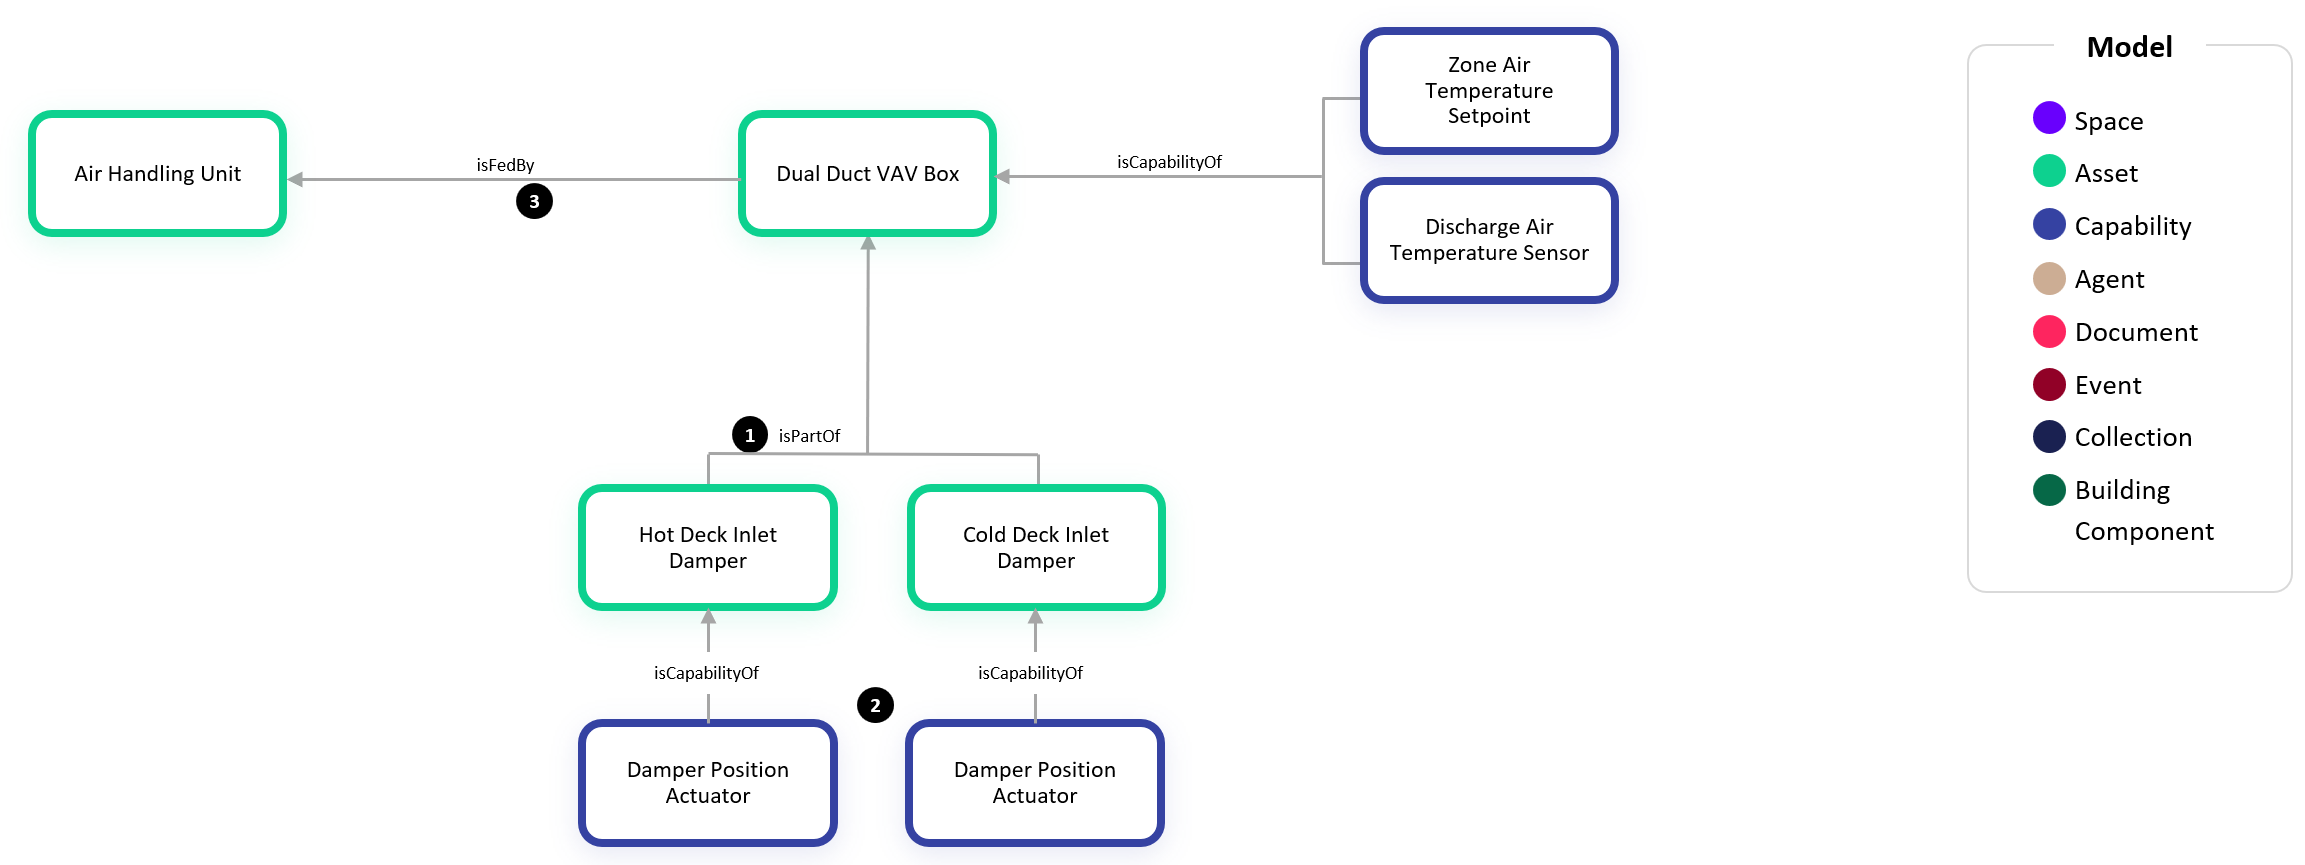 Air Handling Unit
isFedBy
3
Dual Duct VAV Box
isCapabilityOf
Zone Air
Temperature
Setpoint
Discharge Air
Temperature Sensor
1
isPartOf
Hot Deck Inlet
Damper
Cold Deck Inlet
Damper
isCapabilityOf
isCapabilityOf
2
Damper Position
Actuator
Damper Position
Actuator
Model
Space
Asset
Capability
Agent
Document
Event
Collection
Building
Component